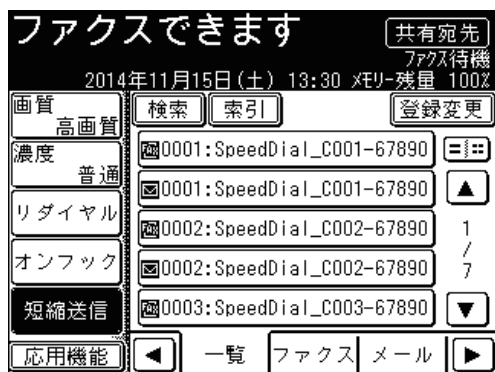 ファクスできます
共有宛先
ファクス待機
2014年11月15日(土) 13:30 メモリー残量 100%
画質
高画質
検索 索引 登録変更
濃度
普通
リダイヤル
オンフック
短縮送信
応用機能
0001:SpeedDial_C001-67890
0001:SpeedDial_C001-67890
0002:SpeedDial_C002-67890
0002:SpeedDial_C002-67890
0003:SpeedDial_C003-67890
1
/
7
一覧 ファクス メール